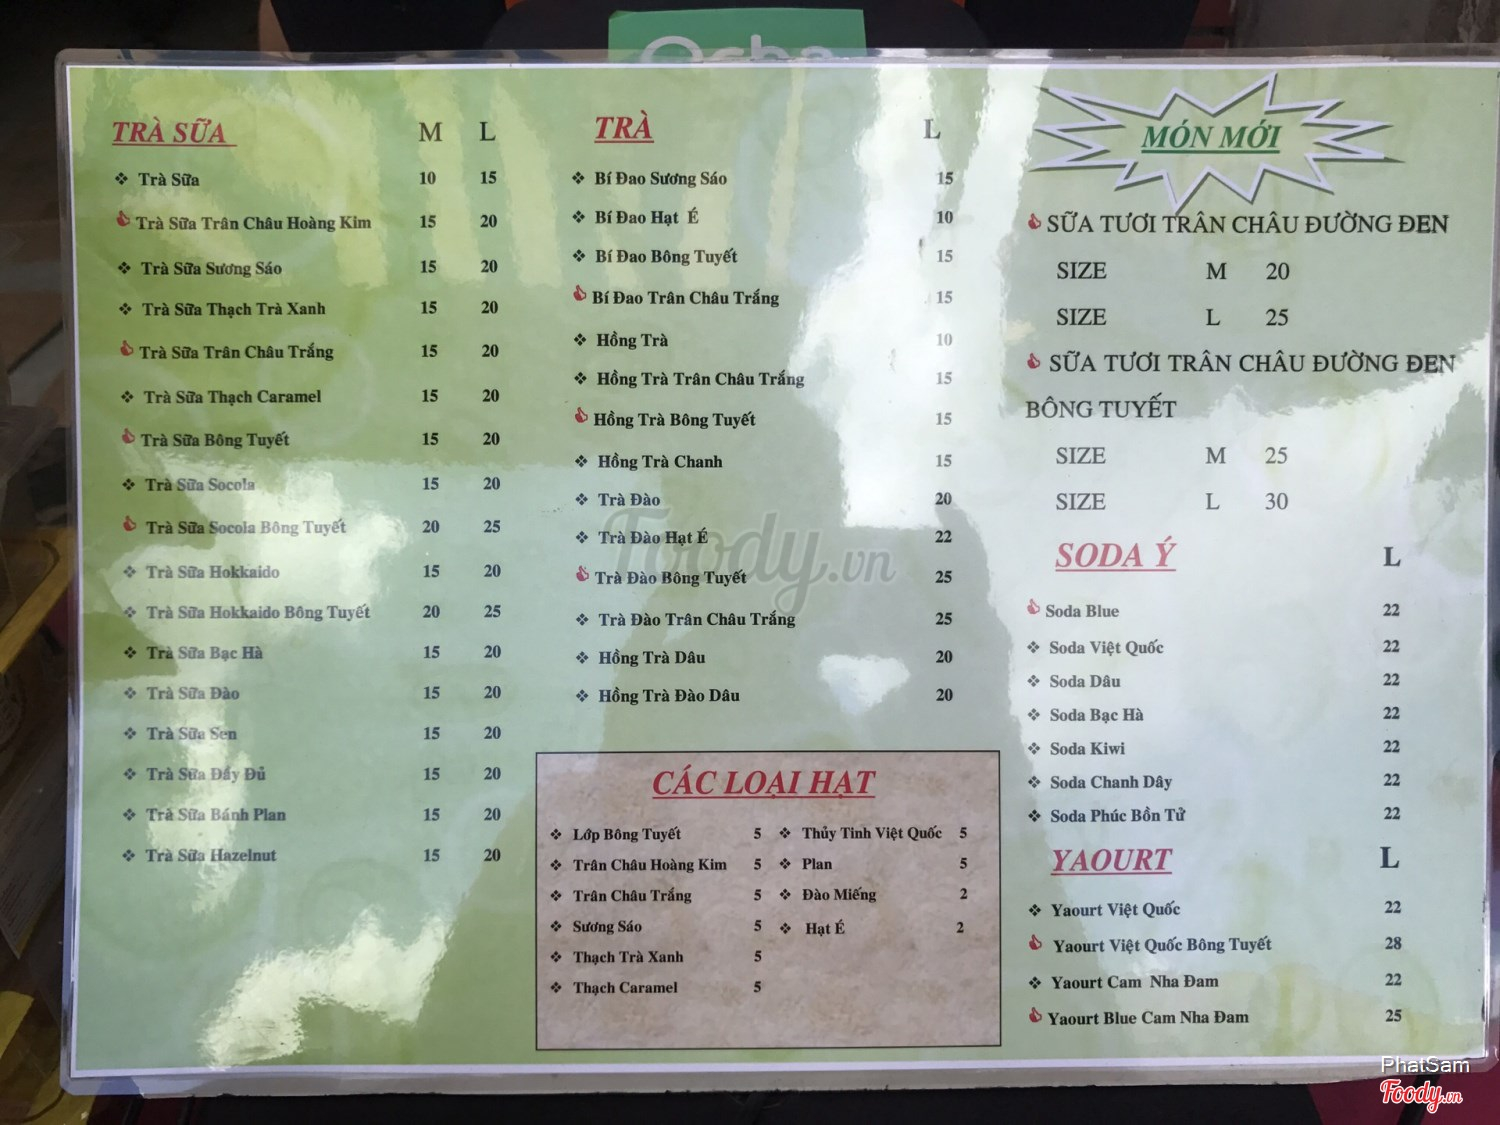 TRÀ SỮA M L
Trà Sữa 10 15
Trà Sữa Trân Châu Hoàng Kim 15 20
Trà Sữa Sương Sáo 15 20
Trà Sữa Thạch Trà Xanh 15 20
Trà Sữa Trân Châu Trắng 15 20
Trà Sữa Thạch Caramel 15 20
Trà Sữa Bông Tuyết 15 20
Trà Sữa Socola 15 20
Trà Sữa Socola Bông Tuyết 20 25
Trà Sữa Hokkaido 15 20
Trà Sữa Hokkaido Bông Tuyết 20 25
Trà Sữa Bạc Hà 15 20
Trà Sữa Đào 15 20
Trà Sữa Sen 15 20
Trà Sữa Đầy Đủ 15 20
Trà Sữa Bánh Plan 15 20
Trà Sữa Hazelnut 15 20
TRÀ L
Bí Đao Sương Sáo 15
Bí Đao Hạt É 10
Bí Đao Bông Tuyết 15
Bí Đao Trân Châu Trắng 15
Hồng Trà 10
Hồng Trà Trân Châu Trắng 15
Hồng Trà Bông Tuyết 15
Hồng Trà Chanh 15
Trà Đào 20
Trà Đào Hạt É 22
Trà Đào Bông Tuyết 25
Trà Đào Trân Châu Trắng 25
Hồng Trà Dâu 20
Hồng Trà Đào Dâu 20
CÁC LOẠI HẠT
Lớp Bông Tuyết 5 Thủy Tinh Việt Quốc 5
Trân Châu Hoàng Kim 5 Plan 5
Trân Châu Trắng 5 Đào Miếng 2
Sương Sáo 5 Hạt É 2
Thạch Trà Xanh 5
Thạch Caramel 5
MÓN MỚI
SỮA TƯƠI TRÂN CHÂU ĐƯỜNG ĐEN
SIZE M 20
SIZE L 25
SỮA TƯƠI TRÂN CHÂU ĐƯỜNG ĐEN
BÔNG TUYẾT
SIZE M 25
SIZE L 30
SODA Ý L
Soda Blue 22
Soda Việt Quốc 22
Soda Dâu 22
Soda Bạc Hà 22
Soda Kiwi 22
Soda Chanh Dây 22
Soda Phúc Bồn Tử 22
YAOURT L
Yaourt Việt Quốc 22
Yaourt Việt Quốc Bông Tuyết 28
Yaourt Cam Nha Đam 22
Yaourt Blue Cam Nha Đam 25
Foody.vn
PhatSam
Foody.vn